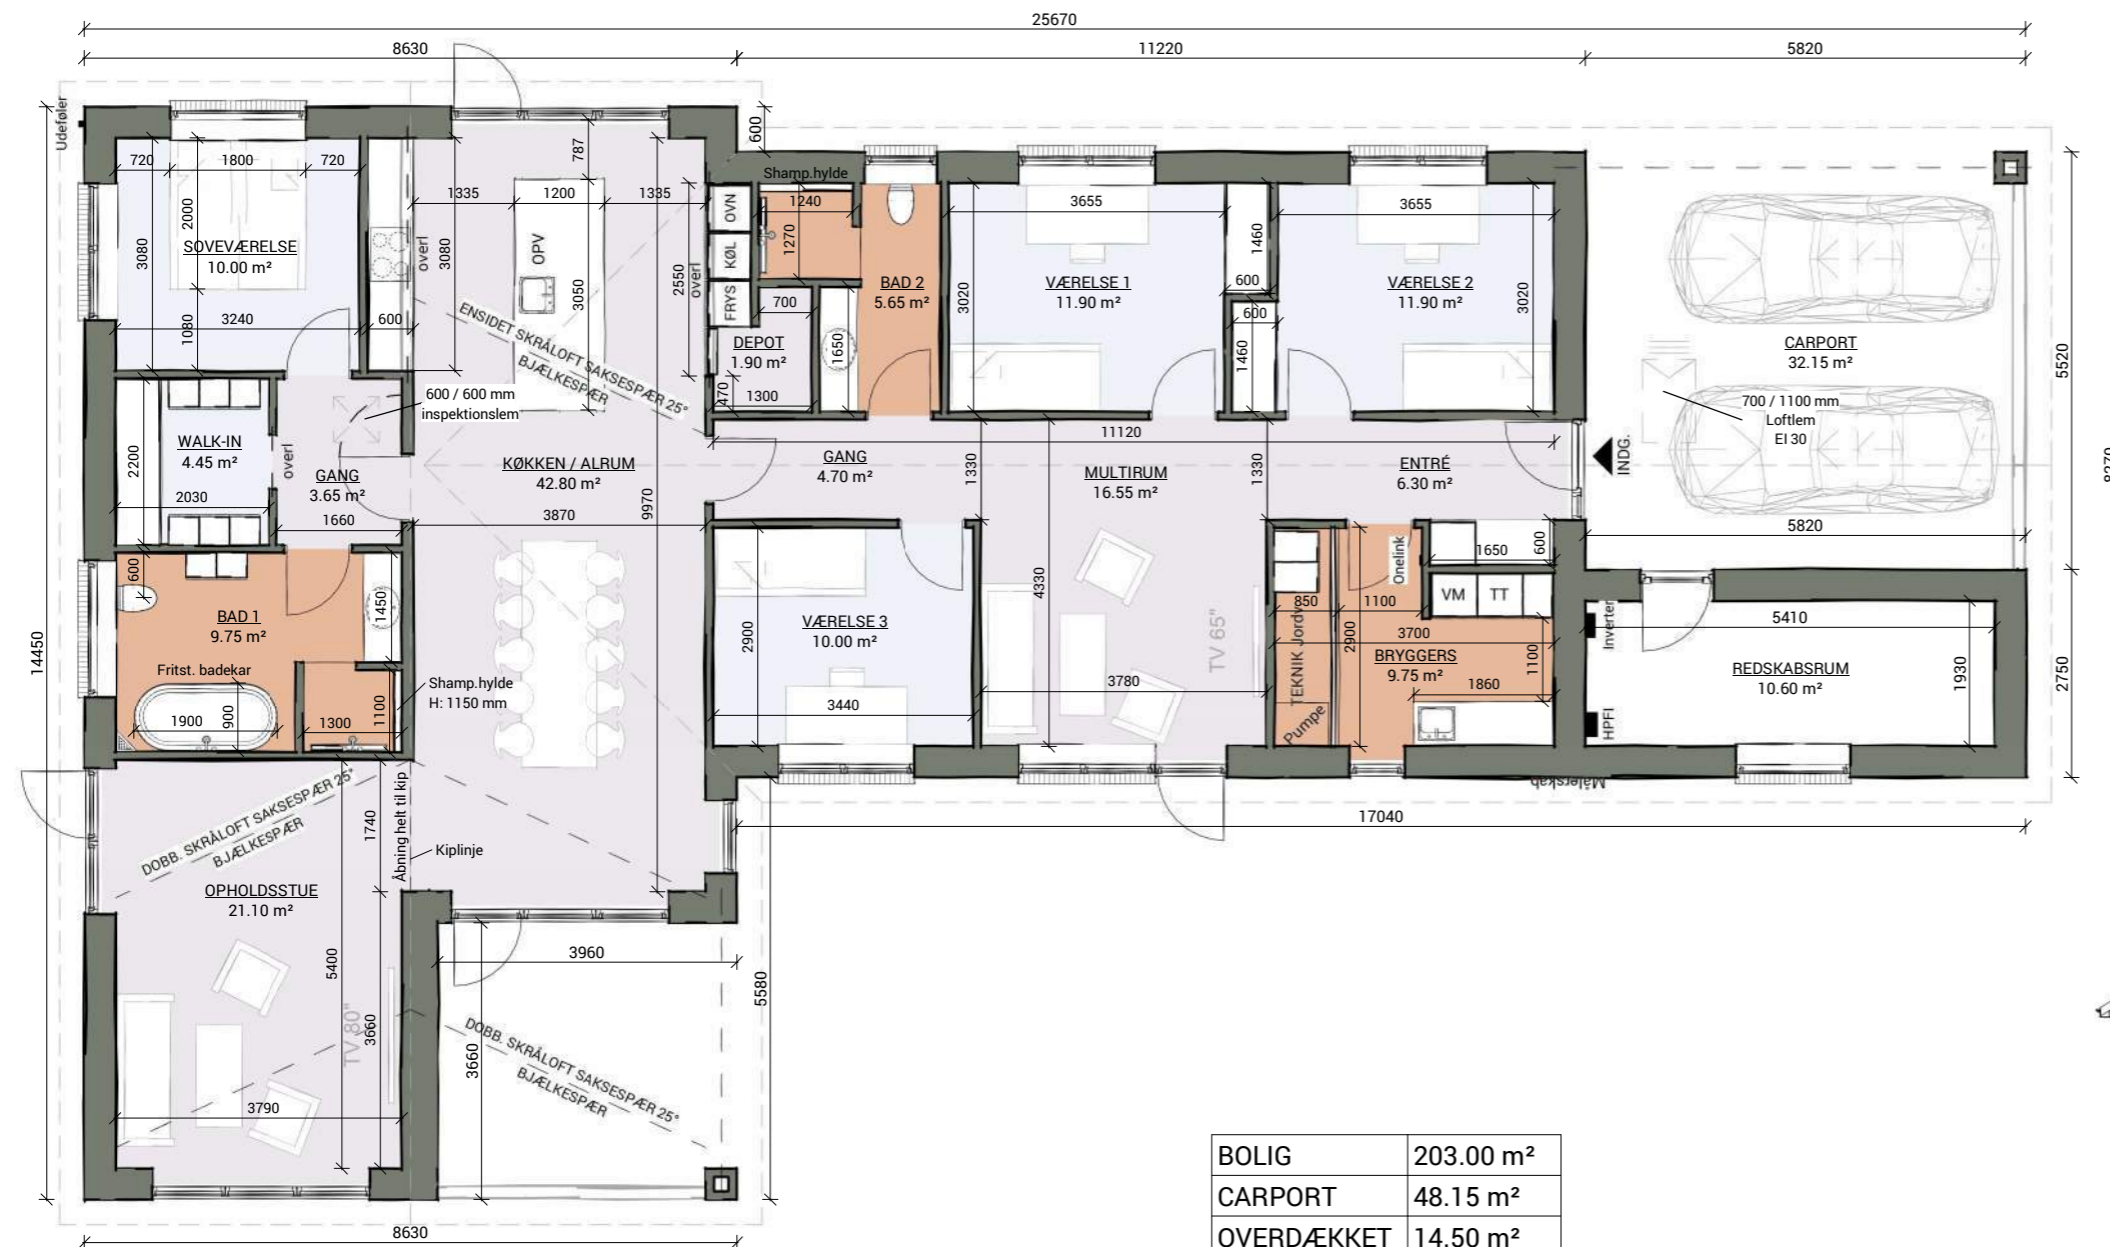 25670
8630
11220
5820
Udeføler
600
720
1800
720
787
Shamp.hylde
1335
1200
1335
OVN
1240
3655
3655
2000
3080
SOVEVÆRELSE
10.00 m²
overl
3080
OPV
KØL
1270
1460
BAD 2
5.65 m²
VÆRELSE 1
11.90 m²
VÆRELSE 2
11.90 m²
3050
2550
overl
FRYS
700
3020
600
3020
3240
1080
600
ENSIDET SKRÅLOFT SAKSESPÆR 25°
BJÆLKESPÆR
600
DEPOT
1.90 m²
1650
1460
CARPORT
32.15 m²
5520
470
1300
600 / 600 mm
inspektionslem
700 / 1100 mm
Loftlem
EI 30
11120
WALK-IN
4.45 m²
2200
2030
overl
GANG
3.65 m²
1660
KØKKEN / ALRUM
42.80 m²
9970
3870
GANG
4.70 m²
1330
MULTIRUM
16.55 m²
1330
ENTRÉ
6.30 m²
INDG.
8270
5820
600
1450
BAD 1
9.75 m²
Fritst. badekar
1900
900
1300
1100
Shamp.hylde
H: 1150 mm
14450
VÆRELSE 3
10.00 m²
2900
3440
4330
3780
TV 65"
850
1100
Onelink
1650
600
VM
TT
TEKNIK Jordv
Pumpe
2900
3700
BRYGGERS
9.75 m²
1860
1100
Inverter
HPFI
5410
REDSKABSRUM
10.60 m²
1930
2750
Målerskab
17040
DOBB. SKRÅLOFT SAKSESPÆR 25°
BJÆLKESPÆR
1740
Åbning helt til kip
Kiplinje
OPHOLDSSTUE
21.10 m²
5400
3660
TV 80"
3790
3960
3660
5580
DOBB. SKRÅLOFT SAKSESPÆR 25°
BJÆLKESPÆR
8630
BOLIG 203.00 m²
CARPORT 48.15 m²
OVERDÆKKET 14.50 m²